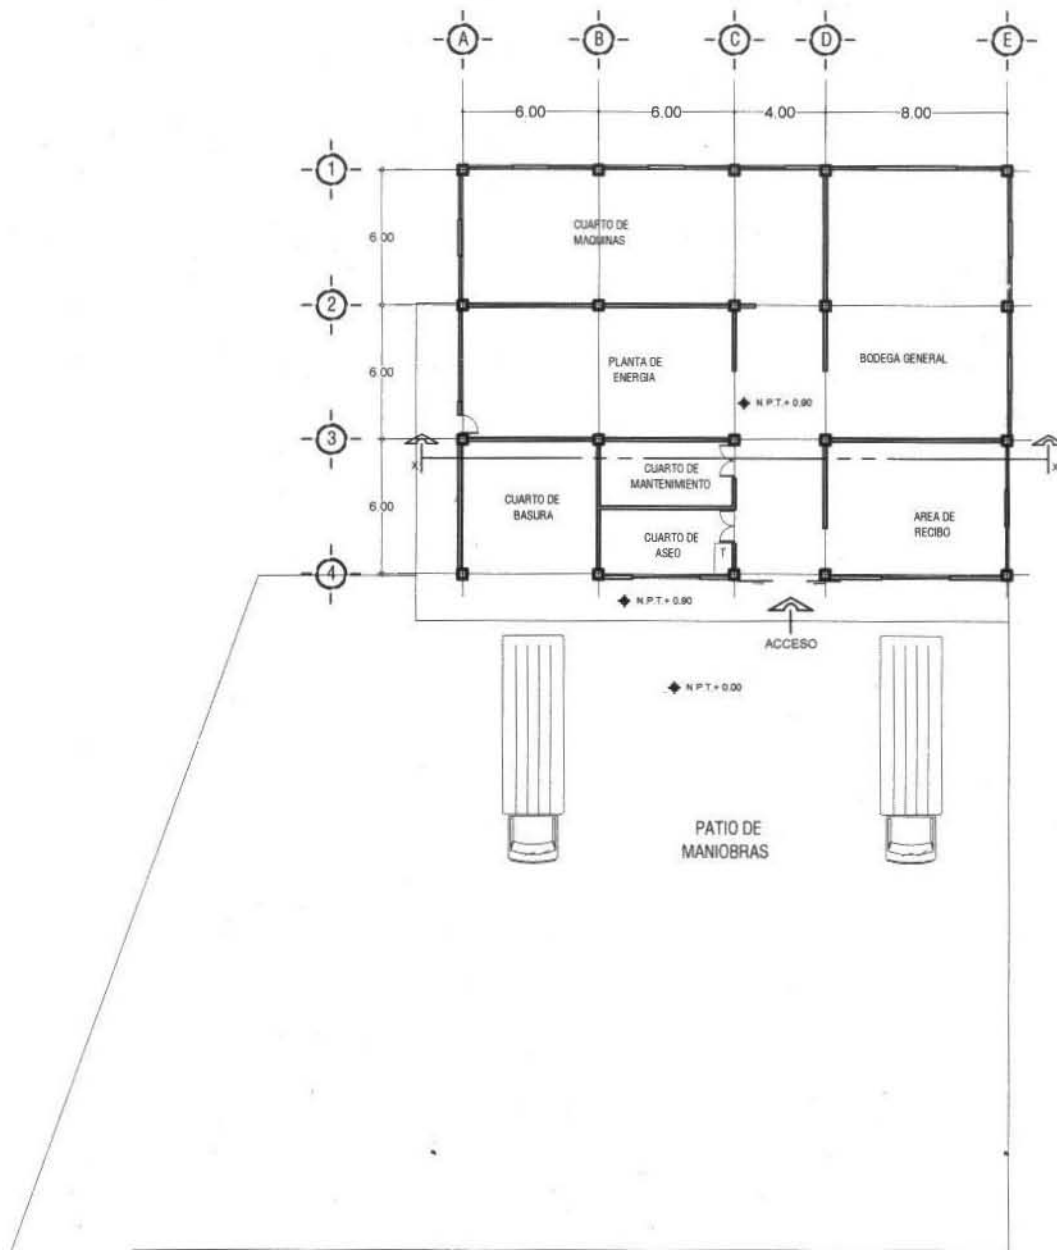 A
B
C
D
E
6.00
6.00
4.00
8.00
1
6.00
CUARTO DE
MAQUINAS
2
6.00
PLANTA DE
ENERGIA
BODEGA GENERAL
N.P.T.+ 0.90
3
X
X
CUARTO DE
MANTENIMIENTO
CUARTO DE
BASURA
6.00
AREA DE
RECIBO
CUARTO DE
ASEO
T
4
N.P.T.+ 0.90
ACCESO
N.P.T.+ 0.00
PATIO DE
MANIOBRAS